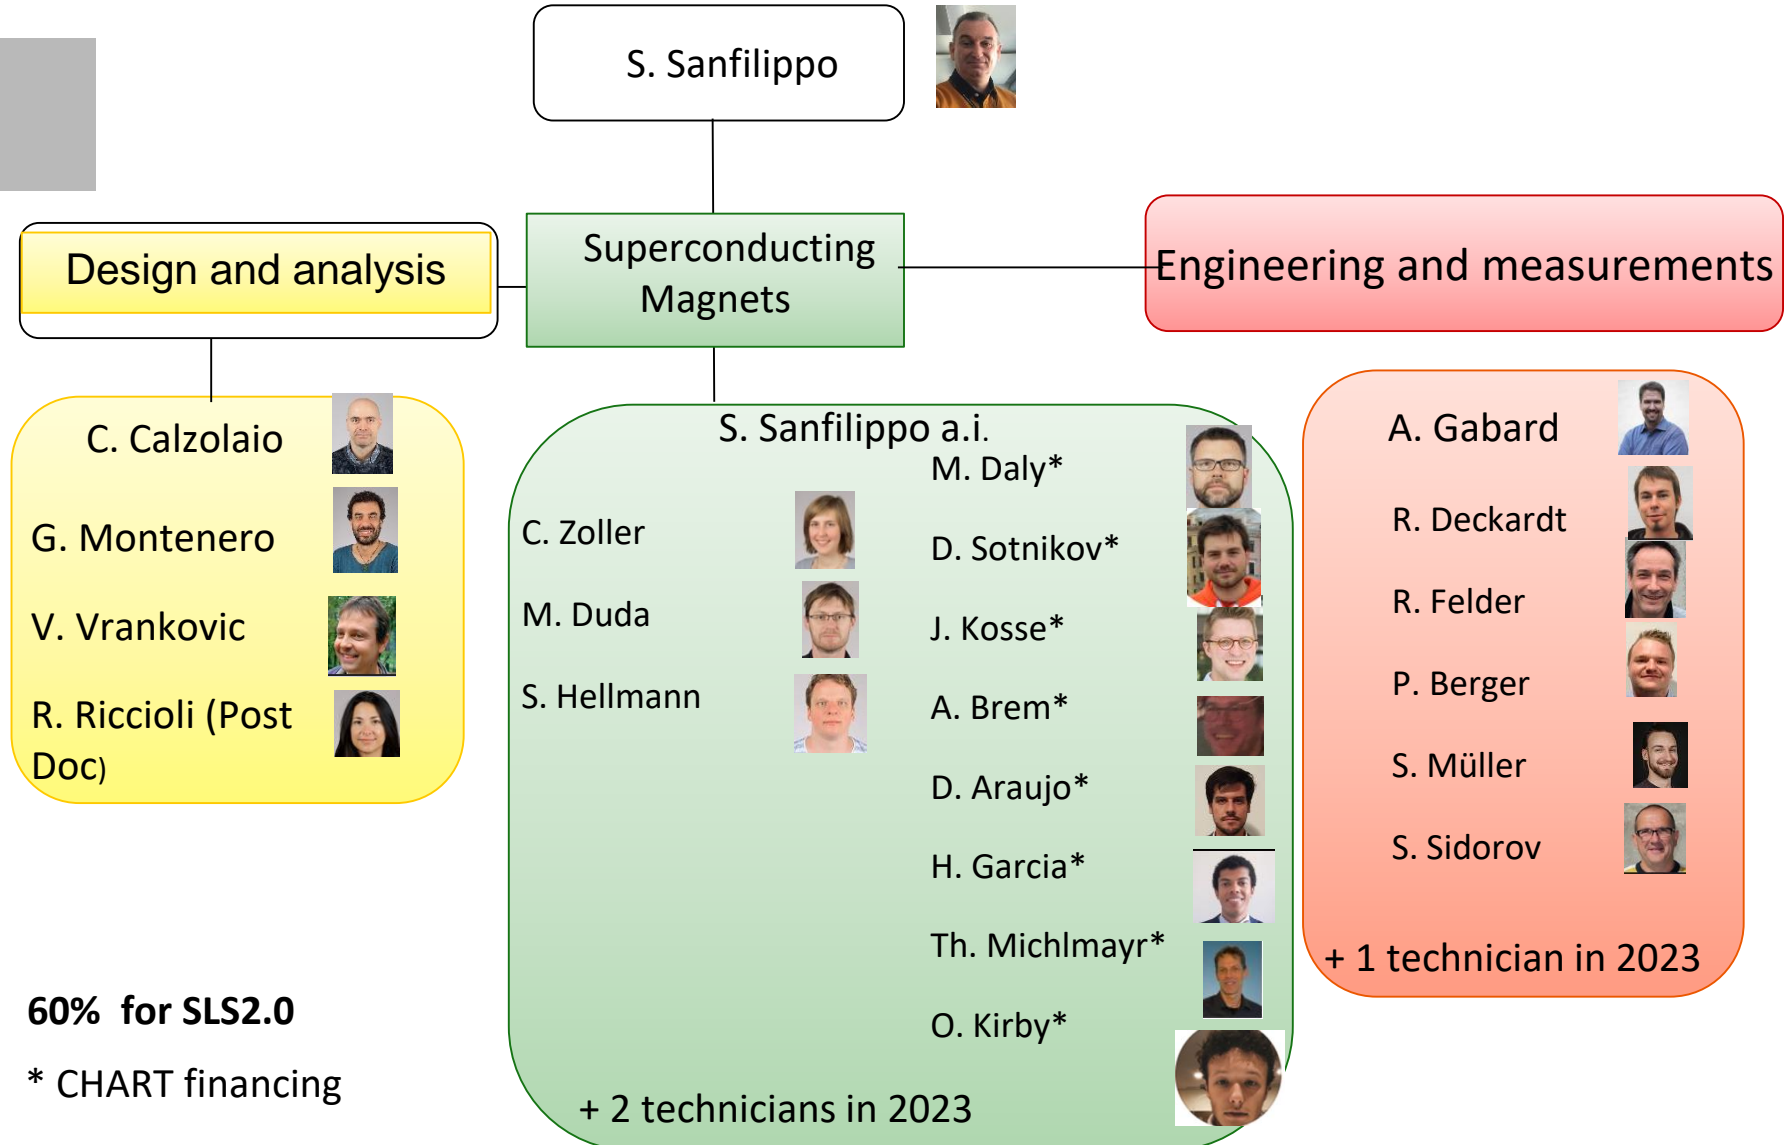 S. Sanfilippo
Design and analysis
Superconducting
Magnets
Engineering and measurements
C. Calzolaio
G. Montenero
V. Vrankovic
R. Riccioli (Post
Doc)
S. Sanfilippo a.i.
C. Zoller
M. Duda
S. Hellmann
M. Daly*
D. Sotnikov*
J. Kosse*
A. Brem*
D. Araujo*
H. Garcia*
Th. Michlmayr*
O. Kirby*
+ 2 technicians in 2023
A. Gabard
R. Deckardt
R. Felder
P. Berger
S. Müller
S. Sidorov
+ 1 technician in 2023
60%  for SLS2.0
* CHART financing